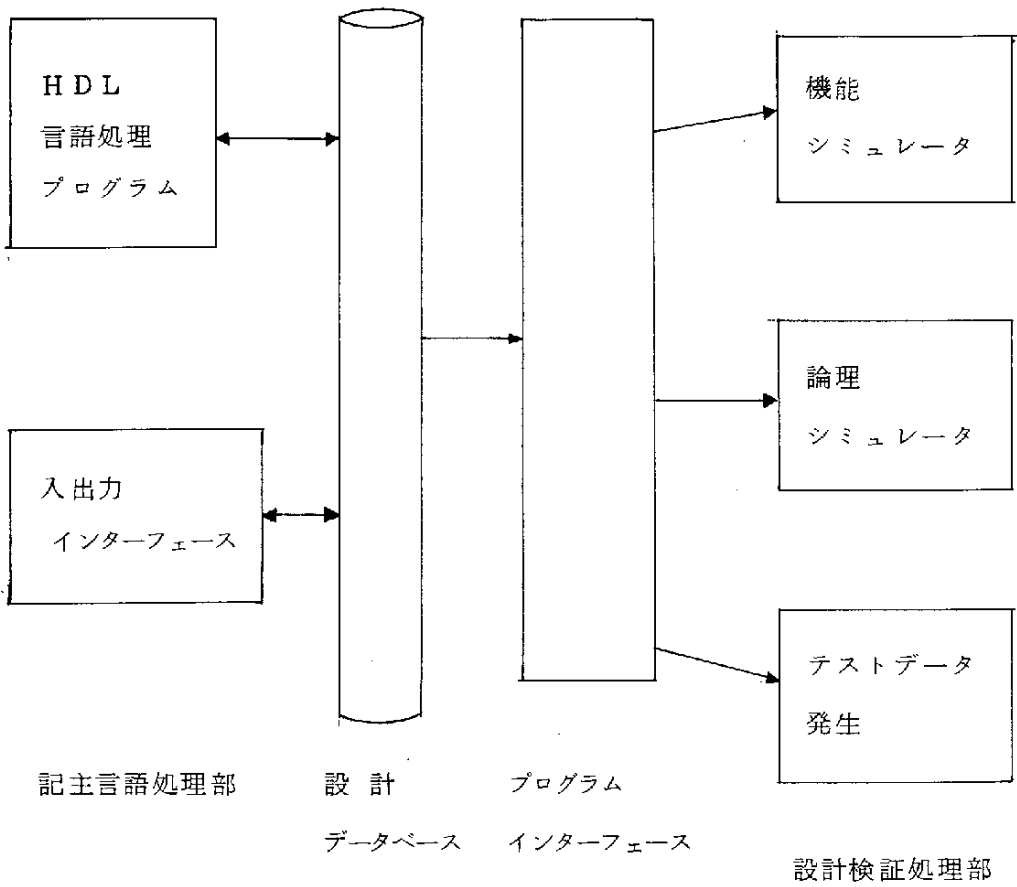 HDL
言語処理
プログラム
入出力
インターフェース
機能
シミュレータ
論理
シミュレータ
テストデータ
発生
記主言語処理部
設計
データベース
プログラム
インターフェース
設計検証処理部